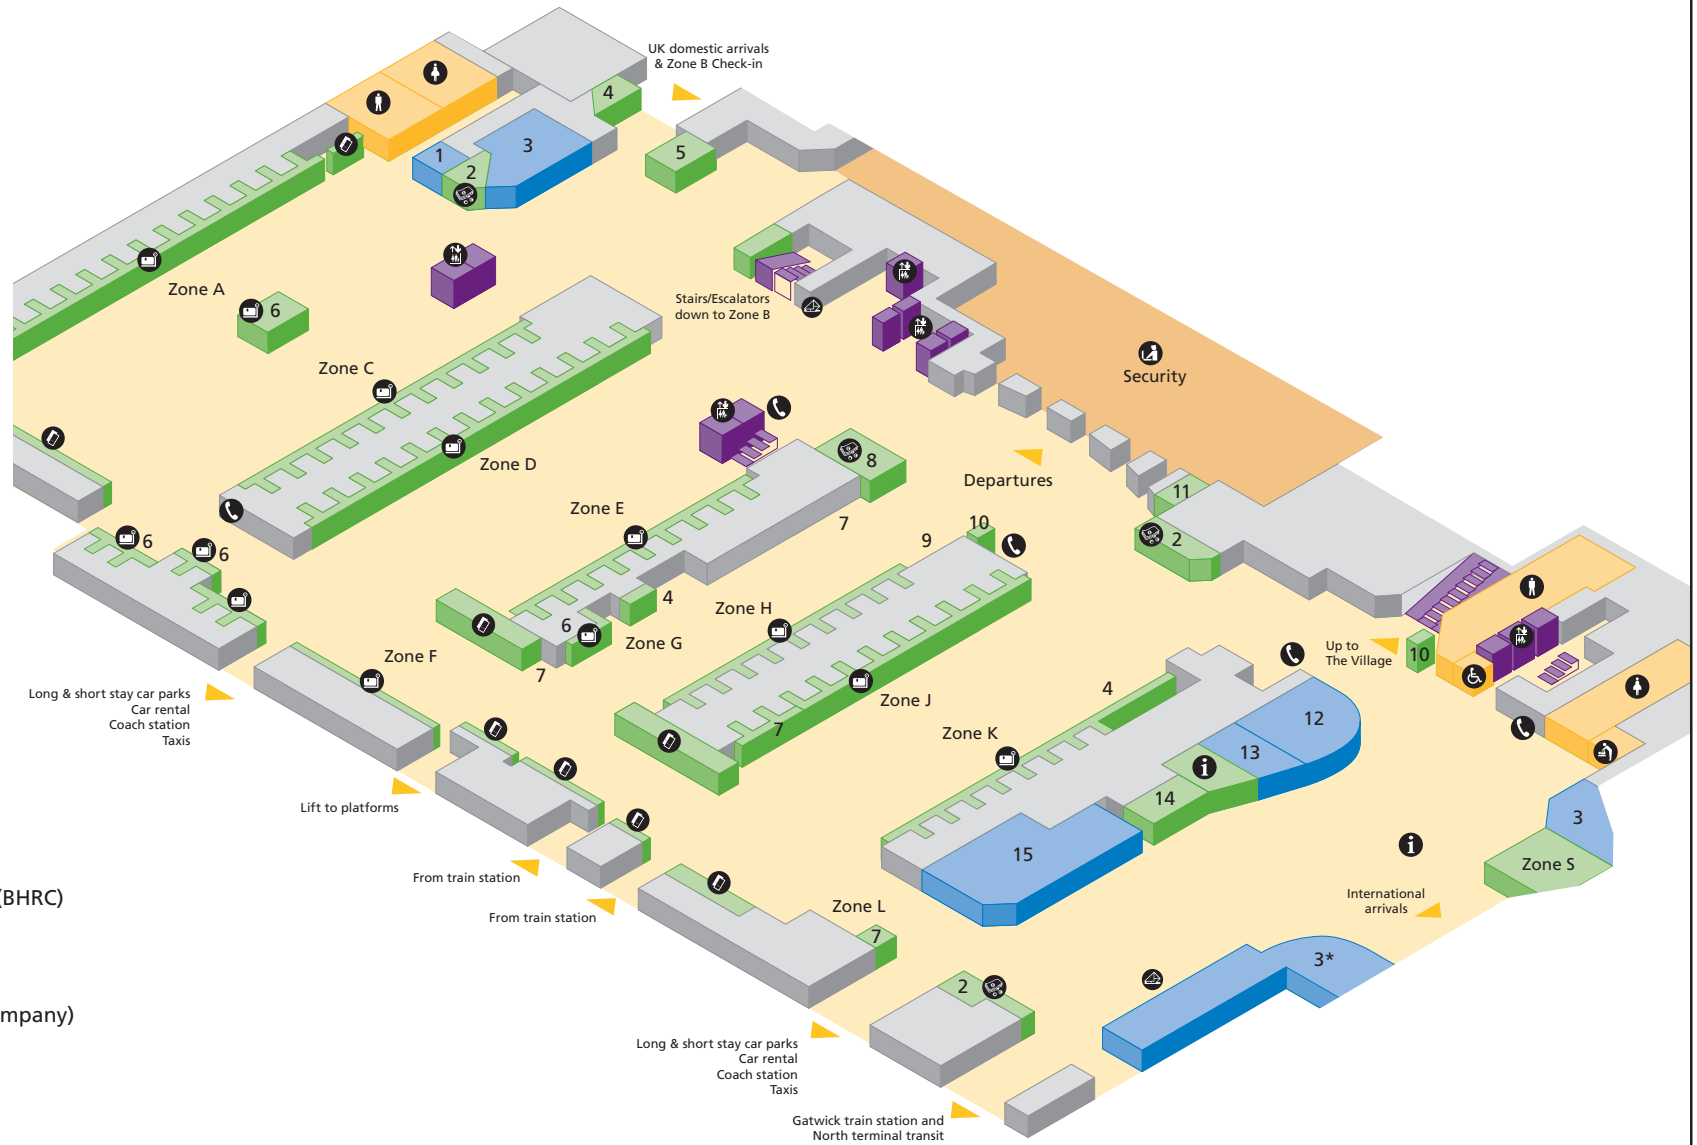 UK domestic arrivals
& Zone B Check-in
4
3
1
2
5
Zone A
6
Stairs/Escalators
down to Zone B
Security
Zone C
Zone D
Departures
8
11
Zone E
7
10
2
9
6
6
4
Zone H
6
Zone G
Up to
The Village
10
Zone F
7
Long & short stay car parks
Car rental
Coach station
Taxis
Zone J
4
12
7
Zone K
13
Lift to platforms
14
3
15
Zone S
From train station
(BHRC)
International
arrivals
From train station
Zone L
7
3*
2
mpany)
Long & short stay car parks
Car rental
Coach station
Taxis
Gatwick train station and
North terminal transit